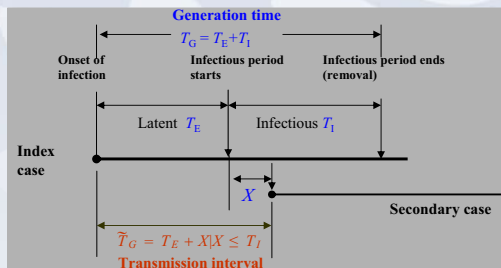 Generation time
T_G = T_E+T_I
Onset of infection
Infectious period starts
Infectious period ends (removal)
Latent T_E
Infectious T_I
Index case
X
Secondary case
T̃_G = T_E + X|X ≤ T_I
Transmission interval